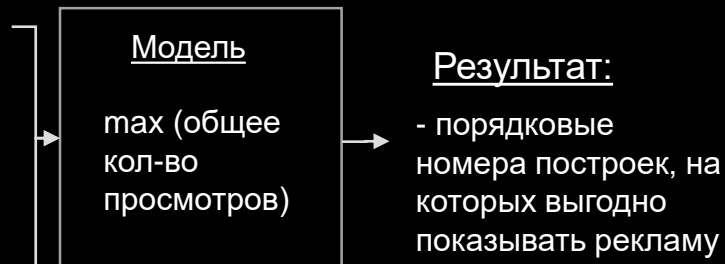 Модель
max (общее
кол-во
просмотров)
Результат:
- порядковые
номера построек, на
которых выгодно
показывать рекламу